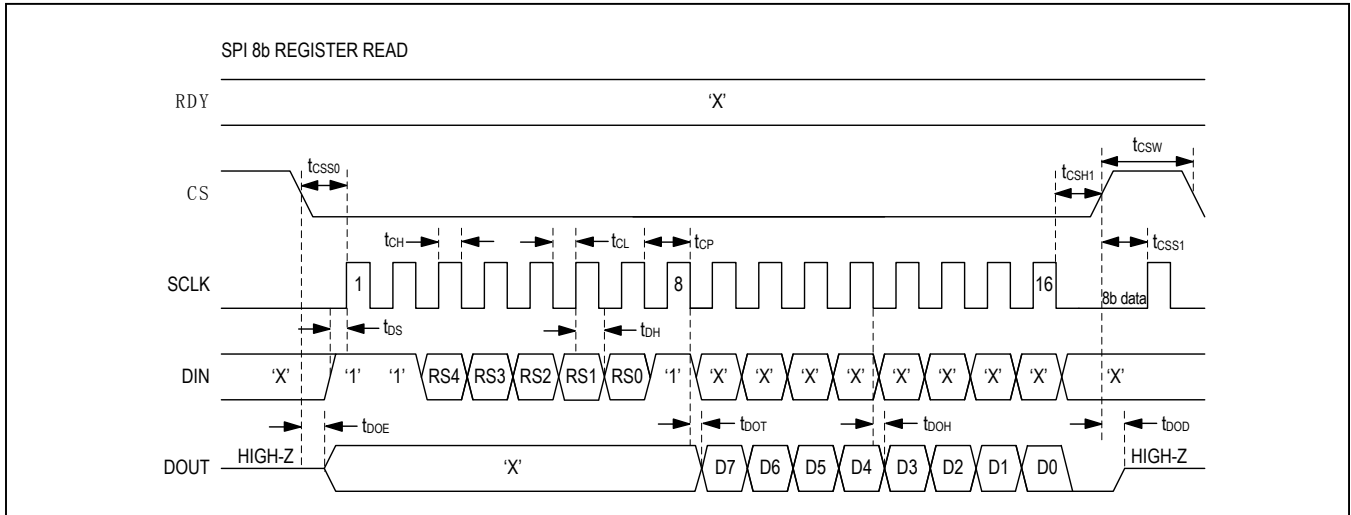 SPI 8b REGISTER READ
RDY 'X'
tCSW
tCSS0 tCSH1
CS
tCH tCL tCP tCSS1
SCLK 1 8 16 8b data
tDS tDH
DIN 'X' '1' '1' RS4 RS3 RS2 RS1 RS0 '1' 'X' 'X' 'X' 'X' 'X' 'X' 'X' 'X' 'X'
tDOE tDOT tDOH tDOD
DOUT HIGH-Z 'X' D7 D6 D5 D4 D3 D2 D1 D0 HIGH-Z